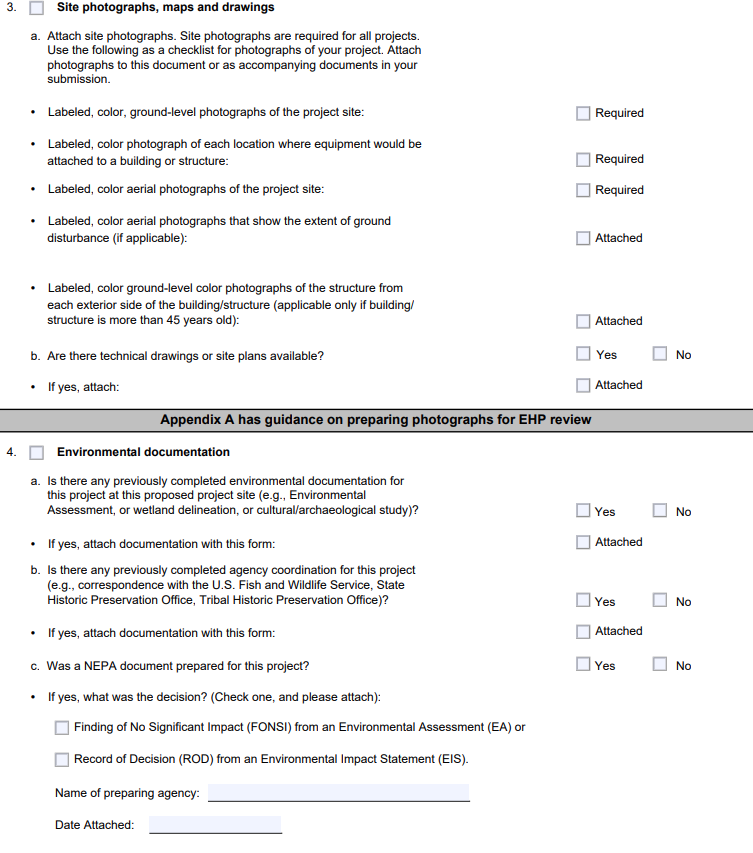 3. Site photographs, maps and drawings
a. Attach site photographs. Site photographs are required for all projects.
Use the following as a checklist for photographs of your project. Attach
photographs to this document or as accompanying documents in your
submission.
• Labeled, color, ground-level photographs of the project site: Required
• Labeled, color photograph of each location where equipment would be
attached to a building or structure: Required
• Labeled, color aerial photographs of the project site: Required
• Labeled, color aerial photographs that show the extent of ground
disturbance (if applicable): Attached
• Labeled, color ground-level color photographs of the structure from
each exterior side of the building/structure (applicable only if building/
structure is more than 45 years old): Attached
b. Are there technical drawings or site plans available? Yes No
• If yes, attach: Attached
Appendix A has guidance on preparing photographs for EHP review
4. Environmental documentation
a. Is there any previously completed environmental documentation for
this project at this proposed project site (e.g., Environmental
Assessment, or wetland delineation, or cultural/archaeological study)? Yes No
• If yes, attach documentation with this form: Attached
b. Is there any previously completed agency coordination for this project
(e.g., correspondence with the U.S. Fish and Wildlife Service, State
Historic Preservation Office, Tribal Historic Preservation Office)? Yes No
• If yes, attach documentation with this form: Attached
c. Was a NEPA document prepared for this project? Yes No
• If yes, what was the decision? (Check one, and please attach):
Finding of No Significant Impact (FONSI) from an Environmental Assessment (EA) or
Record of Decision (ROD) from an Environmental Impact Statement (EIS).
Name of preparing agency:
Date Attached: